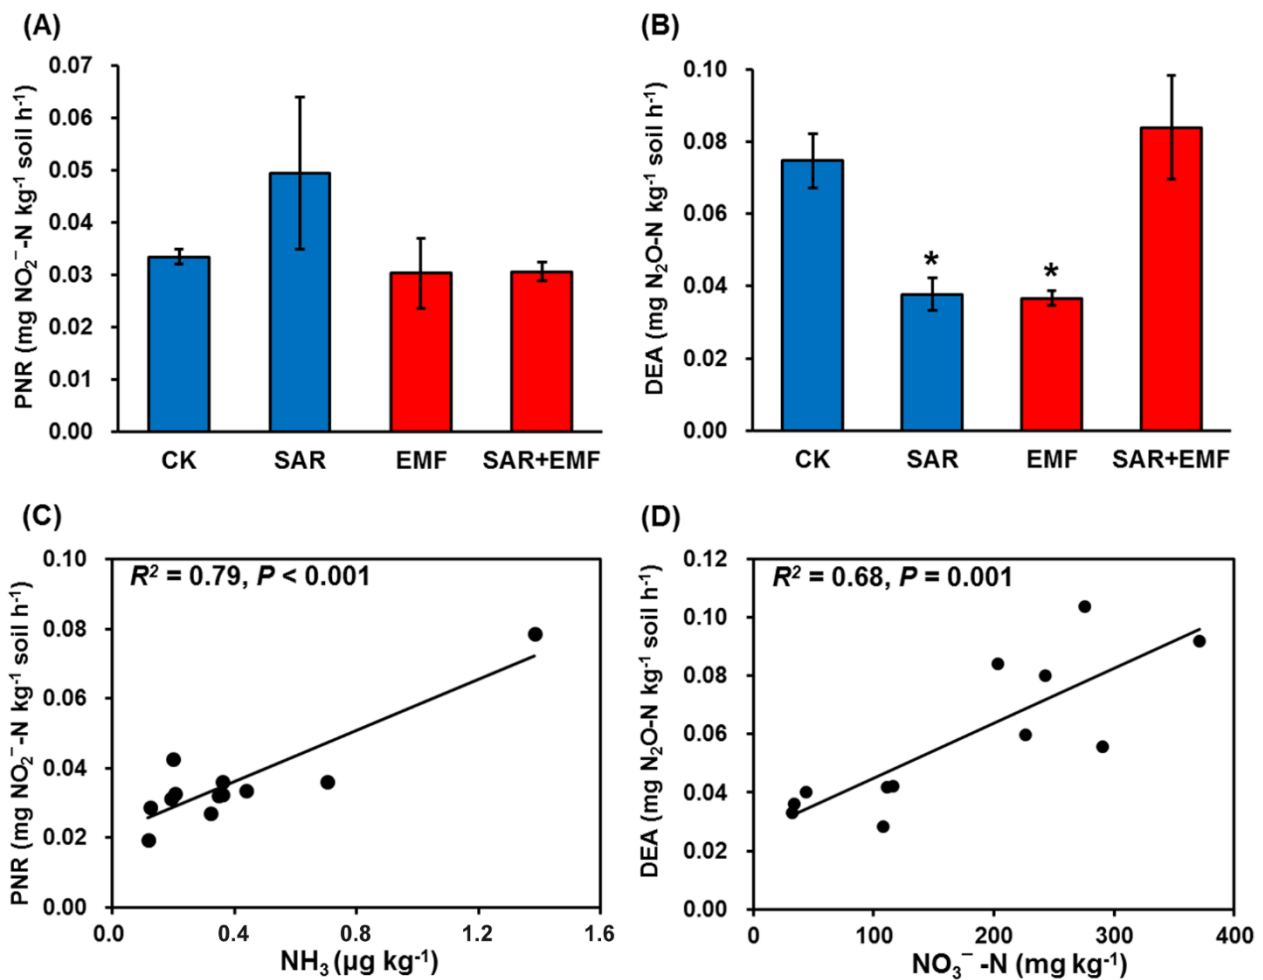 (A)
PNR (mg NO₂⁻-N kg⁻¹ soil h⁻¹)
0.07
0.06
0.05
0.04
0.03
0.02
0.01
0.00
CK SAR EMF SAR+EMF
(B)
DEA (mg N₂O-N kg⁻¹ soil h⁻¹)
0.10
0.08
0.06
0.04
0.02
0.00
* *
CK SAR EMF SAR+EMF
(C)
PNR (mg NO₂⁻-N kg⁻¹ soil h⁻¹)
R² = 0.79, P < 0.001
0.10
0.08
0.06
0.04
0.02
0.00
0.0 0.4 0.8 1.2 1.6
NH₃ (µg kg⁻¹)
(D)
DEA (mg N₂O-N kg⁻¹ soil h⁻¹)
R² = 0.68, P = 0.001
0.12
0.10
0.08
0.06
0.04
0.02
0.00
0 100 200 300 400
NO₃⁻ -N (mg kg⁻¹)